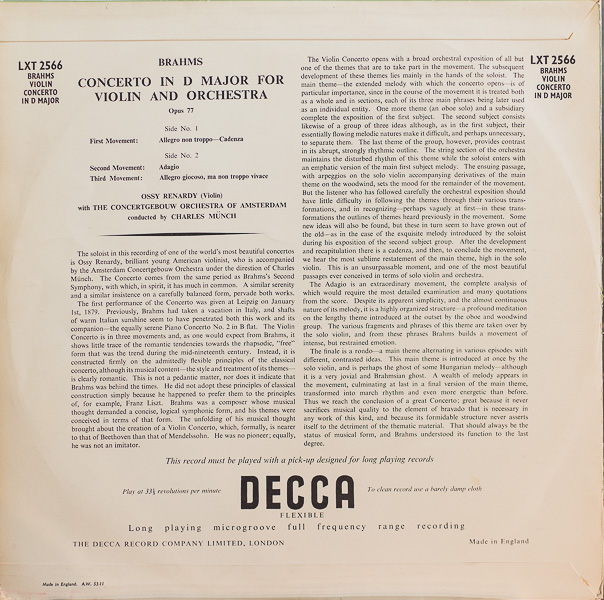 LXT 2566
BRAHMS
VIOLIN
CONCERTO
IN D MAJOR
BRAHMS
CONCERTO IN D MAJOR FOR
VIOLIN AND ORCHESTRA
Opus 77
Side No. 1
First Movement: Allegro non troppo—Cadenza
Side No. 2
Second Movement: Adagio
Third Movement: Allegro giocoso, ma non troppo vivace
OSSY RENARDY (Violin)
with THE CONCERTGEBOUW ORCHESTRA OF AMSTERDAM
conducted by CHARLES MÜNCH
The soloist in this recording of one of the world's most beautiful concertos
is Ossy Renardy, brilliant young American violinist, who is accompanied
by the Amsterdam Concertgebouw Orchestra under the direction of Charles
Münch. The Concerto comes from the same period as Brahms's Second
Symphony, with which, in spirit, it has much in common. A similar serenity
and a similar insistence on a carefully balanced form, pervade both works.
The first performance of the Concerto was given at Leipzig on January
1st, 1879. Previously, Brahms had taken a vacation in Italy, and shafts
of warm Italian sunshine seem to have penetrated both this work and its
companion—the equally serene Piano Concerto No. 2 in B flat. The Violin
Concerto is in three movements and, as one would expect from Brahms, it
shows little trace of the romantic tendencies towards the rhapsodic, "free"
form that was the trend during the mid-nineteenth century. Instead, it is
constructed firmly on the admittedly flexible principles of the classical
concerto, although its musical content—the style and treatment of its themes—
is clearly romantic. This is not a pedantic matter, nor does it indicate that
Brahms was behind the times. He did not adopt these principles of classical
construction simply because he happened to prefer them to the principles
of, for example, Franz Liszt. Brahms was a composer whose musical
thought demanded a concise, logical symphonic form, and his themes were
conceived in terms of that form. The unfolding of his musical thought
brought about the creation of a Violin Concerto, which, formally, is nearer
to that of Beethoven than that of Mendelssohn. He was no pioneer; equally,
he was not an imitator.
The Violin Concerto opens with a broad orchestral exposition of all but
one of the themes that are to take part in the movement. The subsequent
development of these themes lies mainly in the hands of the soloist. The
main theme—the extended melody with which the concerto opens—is of
particular importance, since in the course of the movement it is treated both
as a whole and in sections, each of its three main phrases being later used
as an individual entity. One more theme (an oboe solo) and a subsidiary
complete the exposition of the first subject. The second subject consists
likewise of a group of three ideas although, as in the first subject, their
essentially flowing melodic natures make it difficult, and perhaps unnecessary,
to separate them. The last theme of the group, however, provides contrast
in its abrupt, strongly rhythmic outline. The string section of the orchestra
maintains the disturbed rhythm of this theme while the soloist enters with
an emphatic version of the main first subject melody. The ensuing passage,
with arpeggios on the solo violin accompanying derivatives of the main
theme on the woodwind, sets the mood for the remainder of the movement.
But the listener who has followed carefully the orchestral exposition should
have little difficulty in following the themes through their various trans-
formations, and in recognizing—perhaps vaguely at first—in these trans-
formations the outlines of themes heard previously in the movement. Some
new ideas will also be found, but these in turn seem to have grown out of
the old—as in the case of the exquisite melody introduced by the soloist
during his exposition of the second subject group. After the development
and recapitulation there is a cadenza, and then, to conclude the movement,
we hear the most sublime restatement of the main theme, high in the solo
violin. This is an unsurpassable moment, and one of the most beautiful
passages ever conceived in terms of solo violin and orchestra.
The Adagio is an extraordinary movement, the complete analysis of
which would require the most detailed examination and many quotations
from the score. Despite its apparent simplicity, and the almost continuous
nature of its melody, it is a highly organized structure—a profound meditation
on the lengthy theme introduced at the outset by the oboe and woodwind
group. The various fragments and phrases of this theme are taken over by
the solo violin, and from these phrases Brahms builds a movement of
intense, but restrained emotion.
The finale is a rondo—a main theme alternating in various episodes with
different, contrasted ideas. This main theme is introduced at once by the
solo violin, and is perhaps the ghost of some Hungarian melody—although
it is a very jovial and Brahmsian ghost. A wealth of melody appears in
the movement, culminating at last in a final version of the main theme,
transformed into march rhythm and even more energetic than before.
Thus we reach the conclusion of a great Concerto; great because it never
sacrifices musical quality to the element of bravado that is necessary in
any work of this kind, and because its formidable structure never asserts
itself to the detriment of the thematic material. That should always be the
status of musical form, and Brahms understood its function to the last
degree.
LXT 2566
BRAHMS
VIOLIN
CONCERTO
IN D MAJOR
This record must be played with a pick-up designed for long playing records
Play at 33⅓ revolutions per minute
DECCA
FLEXIBLE
To clean record use a barely damp cloth
Long playing microgroove full frequency range recording
THE DECCA RECORD COMPANY LIMITED, LONDON
Made in England
Made in England. A.W. 5341